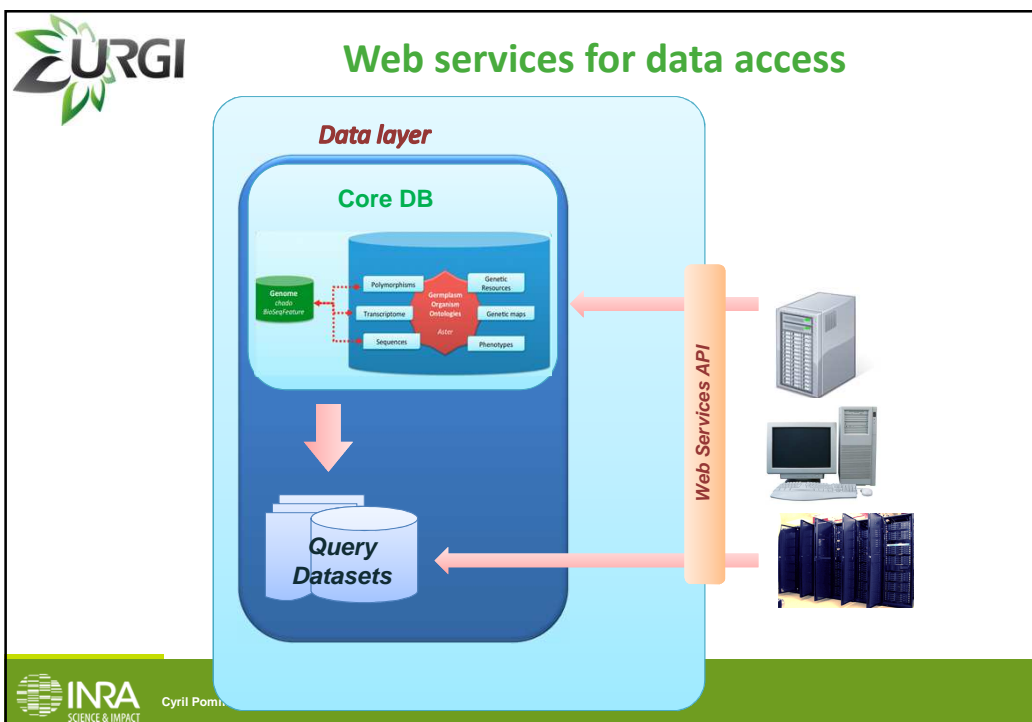 URGI
Web services for data access
Data layer
Core DB
Genome
chado
BioSeqFeature
Polymorphisms
Transcriptome
Sequences
Germplasm
Organism
Ontologies
Aster
Genetic
Resources
Genetic maps
Phenotypes
Web Services API
Query
Datasets
INRA
SCIENCE & IMPACT
Cyril